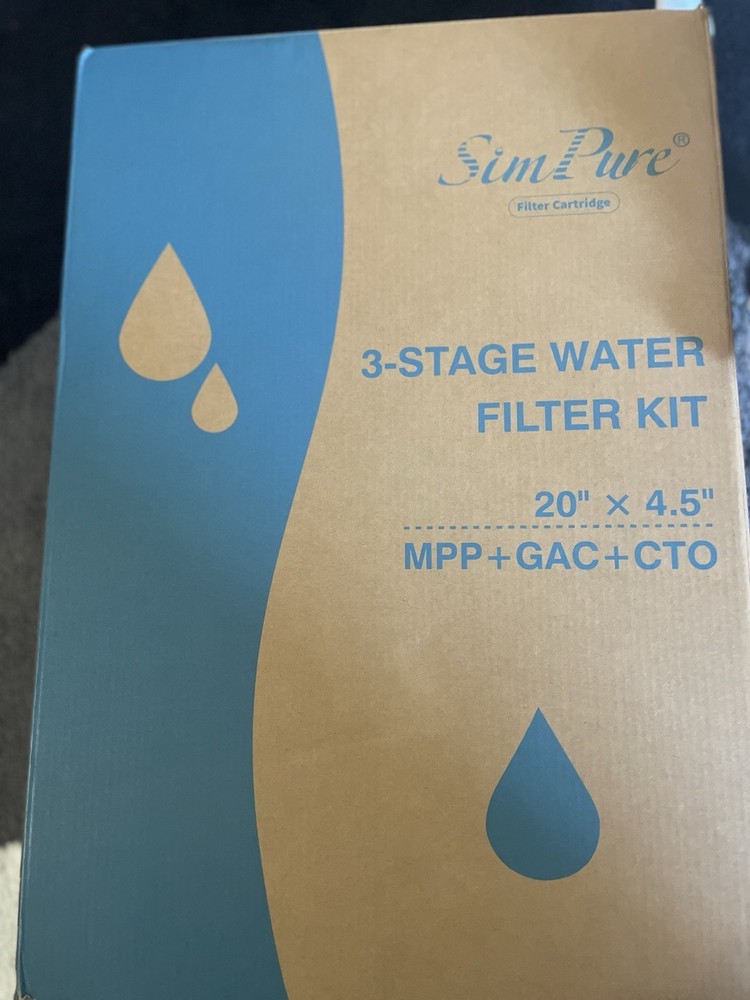 SimPure®
Filter Cartridge
3-STAGE WATER
FILTER KIT
20" × 4.5"
MPP+GAC+CTO